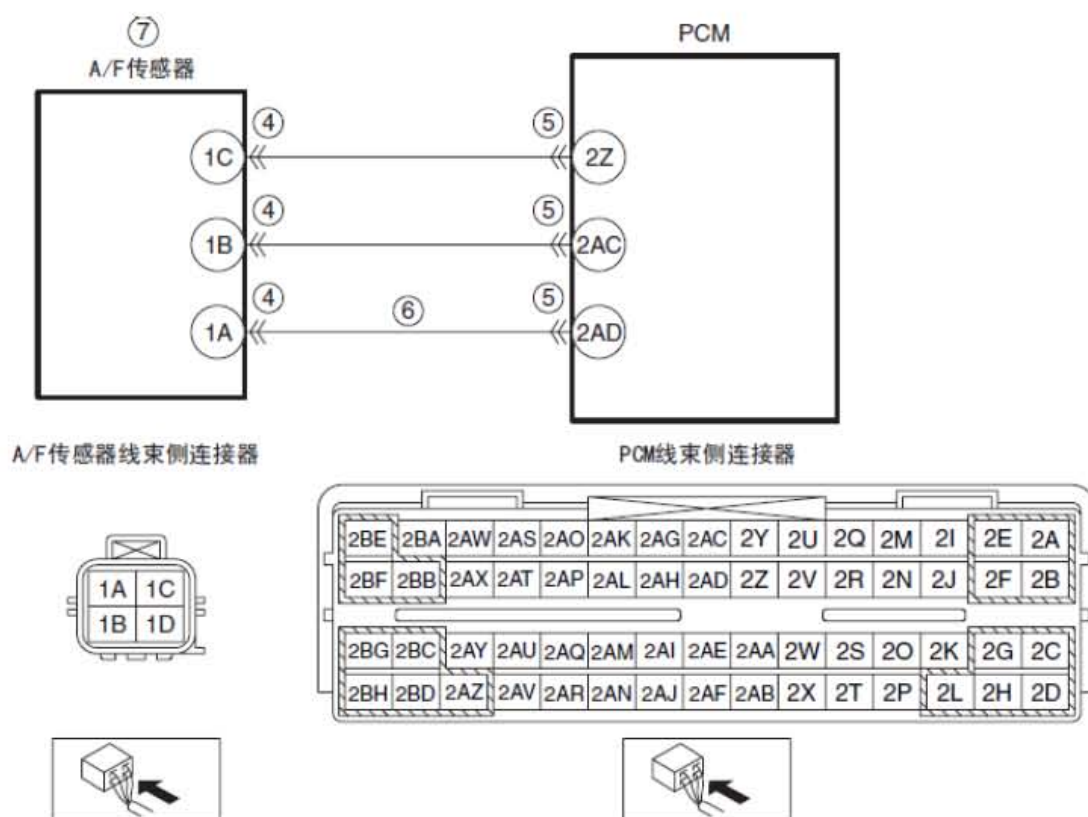 ⑦ PCM
A/F传感器
④ ⑤
1C 2Z
④ ⑤
1B 2AC
④ ⑥ ⑤
1A 2AD
A/F传感器线束侧连接器 PCM线束侧连接器
1A 1C
1B 1D
2BE 2BA 2AW 2AS 2AO 2AK 2AG 2AC 2Y 2U 2Q 2M 2I 2E 2A
2BF 2BB 2AX 2AT 2AP 2AL 2AH 2AD 2Z 2V 2R 2N 2J 2F 2B
2BG 2BC 2AY 2AU 2AQ 2AM 2AI 2AE 2AA 2W 2S 2O 2K 2G 2C
2BH 2BD 2AZ 2AV 2AR 2AN 2AJ 2AF 2AB 2X 2T 2P 2L 2H 2D